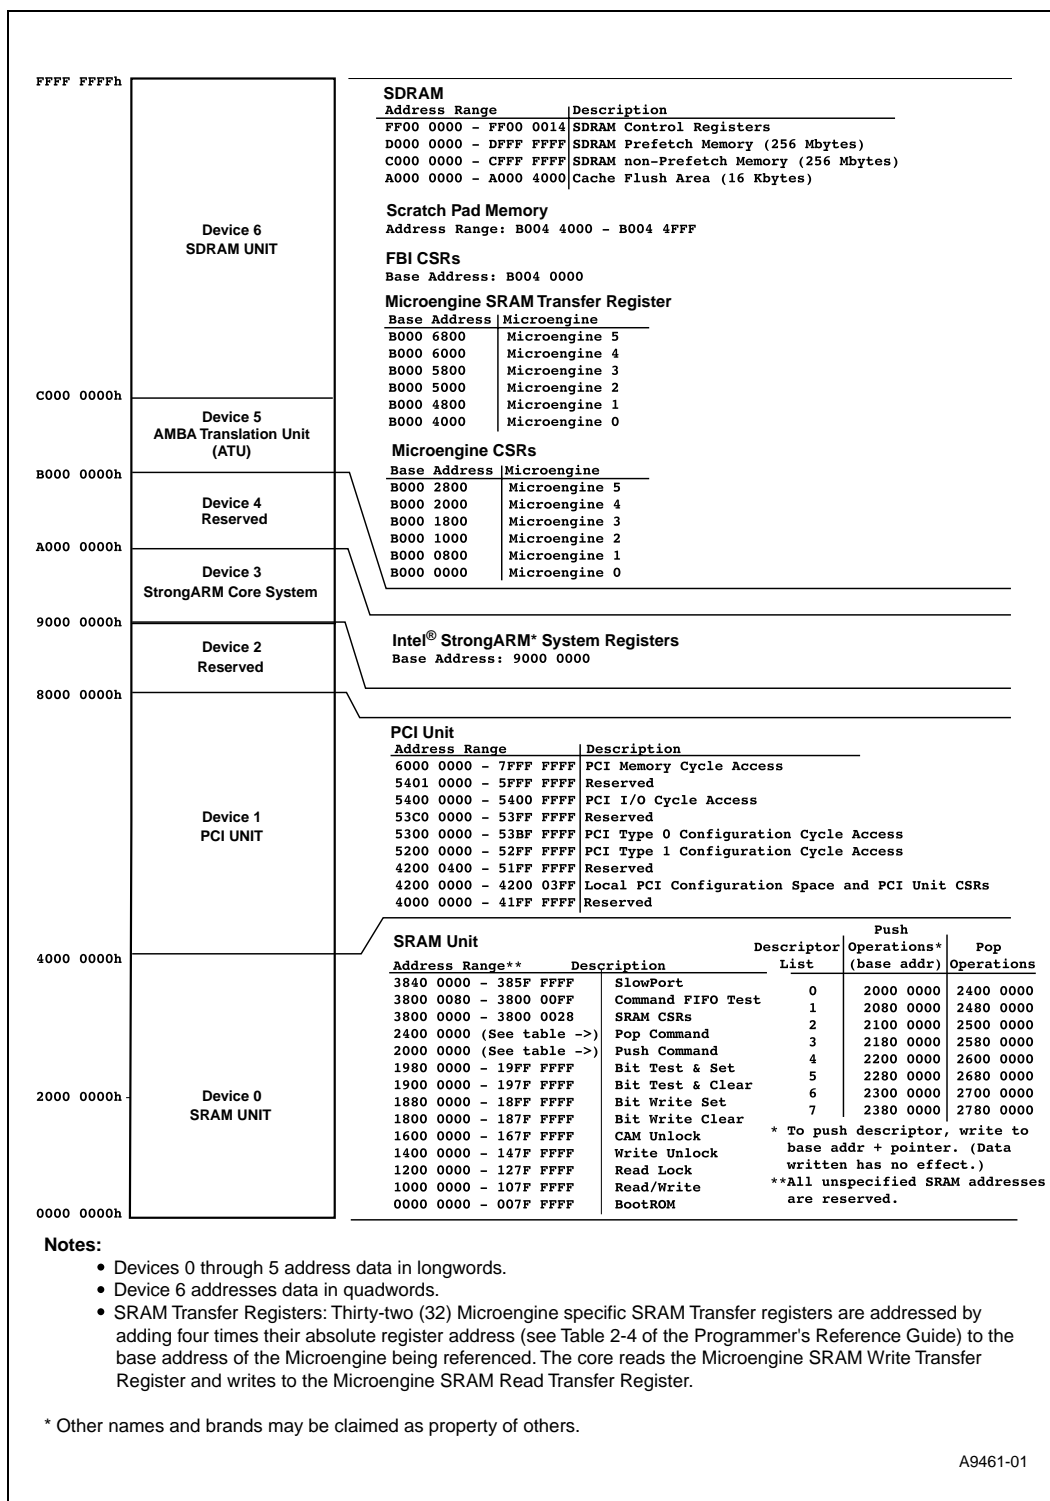 FFFF FFFFh
Device 6
SDRAM UNIT
C000 0000h
Device 5
AMBA Translation Unit
(ATU)
B000 0000h
Device 4
Reserved
A000 0000h
Device 3
StrongARM Core System
9000 0000h
Device 2
Reserved
8000 0000h
Device 1
PCI UNIT
4000 0000h
2000 0000h
Device 0
SRAM UNIT
0000 0000h
SDRAM
Address Range Description
FF00 0000 - FF00 0014 SDRAM Control Registers
D000 0000 - DFFF FFFF SDRAM Prefetch Memory (256 Mbytes)
C000 0000 - CFFF FFFF SDRAM non-Prefetch Memory (256 Mbytes)
A000 0000 - A000 4000 Cache Flush Area (16 Kbytes)
Scratch Pad Memory
Address Range: B004 4000 - B004 4FFF
FBI CSRs
Base Address: B004 0000
Microengine SRAM Transfer Register
Base Address Microengine
B000 6800 Microengine 5
B000 6000 Microengine 4
B000 5800 Microengine 3
B000 5000 Microengine 2
B000 4800 Microengine 1
B000 4000 Microengine 0
Microengine CSRs
Base Address Microengine
B000 2800 Microengine 5
B000 2000 Microengine 4
B000 1800 Microengine 3
B000 1000 Microengine 2
B000 0800 Microengine 1
B000 0000 Microengine 0
Intel® StrongARM* System Registers
Base Address: 9000 0000
PCI Unit
Address Range Description
6000 0000 - 7FFF FFFF PCI Memory Cycle Access
5401 0000 - 5FFF FFFF Reserved
5400 0000 - 5400 FFFF PCI I/O Cycle Access
53C0 0000 - 53FF FFFF Reserved
5300 0000 - 53BF FFFF PCI Type 0 Configuration Cycle Access
5200 0000 - 52FF FFFF PCI Type 1 Configuration Cycle Access
4200 0400 - 51FF FFFF Reserved
4200 0000 - 4200 03FF Local PCI Configuration Space and PCI Unit CSRs
4000 0000 - 41FF FFFF Reserved
SRAM Unit
Address Range** Description
3840 0000 - 385F FFFF SlowPort
3800 0080 - 3800 00FF Command FIFO Test
3800 0000 - 3800 0028 SRAM CSRs
2400 0000 (See table ->) Pop Command
2000 0000 (See table ->) Push Command
1980 0000 - 19FF FFFF Bit Test & Set
1900 0000 - 197F FFFF Bit Test & Clear
1880 0000 - 18FF FFFF Bit Write Set
1800 0000 - 187F FFFF Bit Write Clear
1600 0000 - 167F FFFF CAM Unlock
1400 0000 - 147F FFFF Write Unlock
1200 0000 - 127F FFFF Read Lock
1000 0000 - 107F FFFF Read/Write
0000 0000 - 007F FFFF BootROM
Push
Descriptor Operations* Pop
List (base addr) Operations
0 2000 0000 2400 0000
1 2080 0000 2480 0000
2 2100 0000 2500 0000
3 2180 0000 2580 0000
4 2200 0000 2600 0000
5 2280 0000 2680 0000
6 2300 0000 2700 0000
7 2380 0000 2780 0000
* To push descriptor, write to
base addr + pointer. (Data
written has no effect.)
**All unspecified SRAM addresses
are reserved.
Notes:
• Devices 0 through 5 address data in longwords.
• Device 6 addresses data in quadwords.
• SRAM Transfer Registers: Thirty-two (32) Microengine specific SRAM Transfer registers are addressed by
adding four times their absolute register address (see Table 2-4 of the Programmer's Reference Guide) to the
base address of the Microengine being referenced. The core reads the Microengine SRAM Write Transfer
Register and writes to the Microengine SRAM Read Transfer Register.
* Other names and brands may be claimed as property of others.
A9461-01